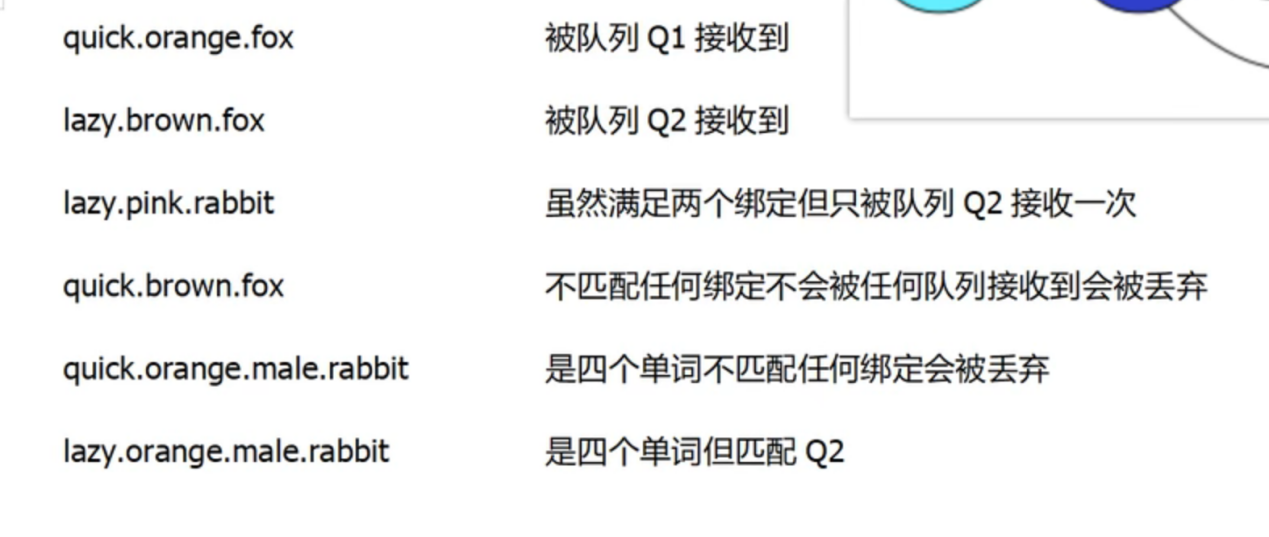 quick.orange.fox 被队列 Q1 接收到
lazy.brown.fox 被队列 Q2 接收到
lazy.pink.rabbit 虽然满足两个绑定但只被队列 Q2 接收一次
quick.brown.fox 不匹配任何绑定不会被任何队列接收到会被丢弃
quick.orange.male.rabbit 是四个单词不匹配任何绑定会被丢弃
lazy.orange.male.rabbit 是四个单词但匹配 Q2